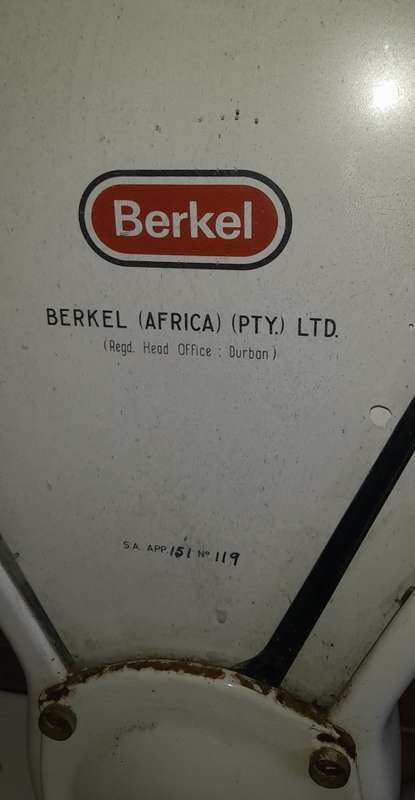 Berkel
BERKEL (AFRICA) (PTY.) LTD.
(Regd. Head Office : Durban)
S.A. APP. 151 Nº 119